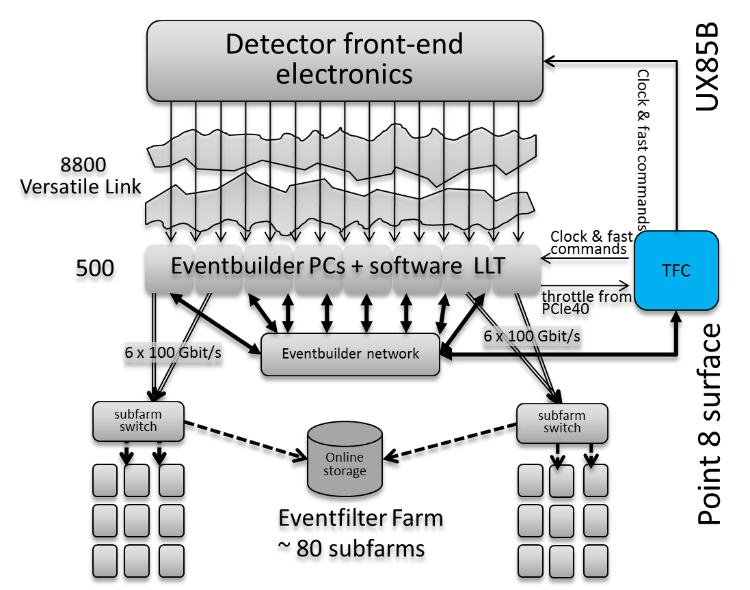 Detector front-end
electronics
UX85B
Clock & fast commands
8800
Versatile Link
Clock & fast
commands
TFC
500
Eventbuilder PCs + software LLT
throttle from
PCIe40
6 x 100 Gbit/s
Eventbuilder network
6 x 100 Gbit/s
Point 8 surface
subfarm
switch
Online
storage
subfarm
switch
Eventfilter Farm
~ 80 subfarms